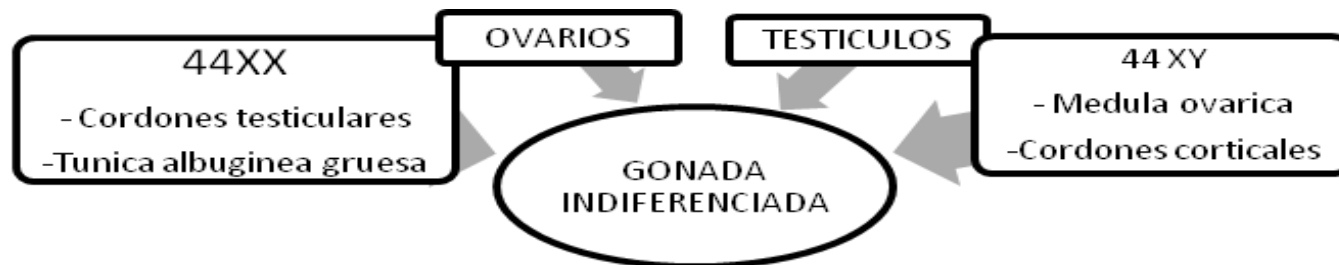 44XX
- Cordones testiculares
-Tunica albuginea gruesa
OVARIOS
TESTICULOS
44 XY
- Medula ovarica
-Cordones corticales
GONADA
INDIFERENCIADA